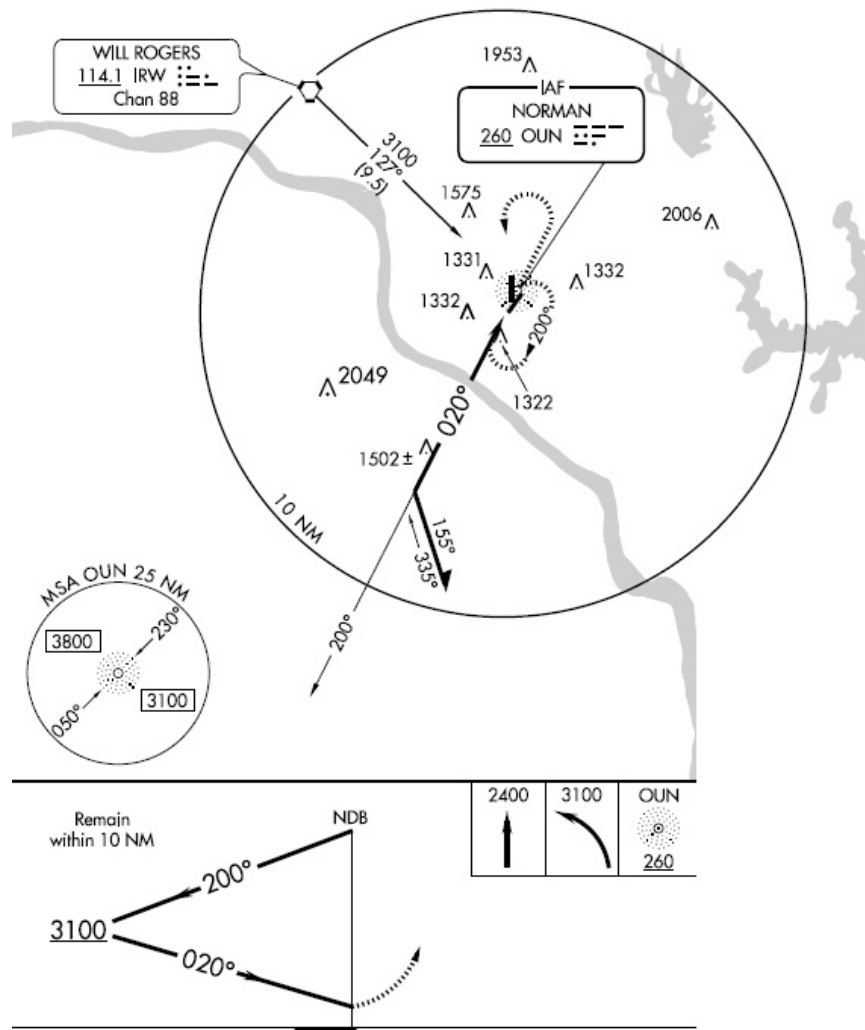 WILL ROGERS
114.1 IRW
Chan 88
1953
IAF
NORMAN
260 OUN
3100
127°
(9.5)
1575
2006
1331
1332
1332
200°
2049
1322
020°
1502 ±
10 NM
155°
335°
200°
MSA OUN 25 NM
3800
230°
3100
050°
Remain
within 10 NM
NDB
200°
3100
020°
2400
3100
OUN
260